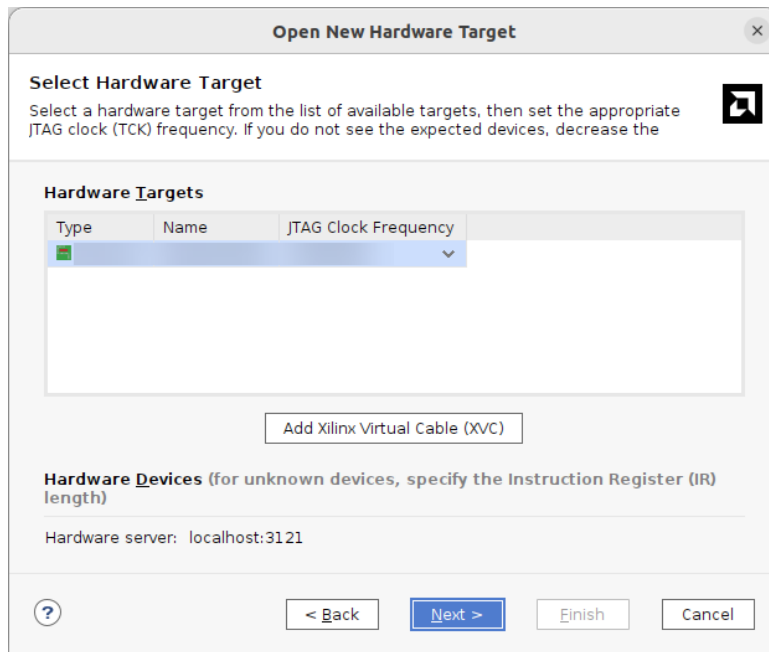 Open New Hardware Target
Select Hardware Target
Select a hardware target from the list of available targets, then set the appropriate
JTAG clock (TCK) frequency. If you do not see the expected devices, decrease the
Hardware Targets
Type Name JTAG Clock Frequency
Add Xilinx Virtual Cable (XVC)
Hardware Devices (for unknown devices, specify the Instruction Register (IR)
length)
Hardware server: localhost:3121
?
< Back Next > Finish Cancel